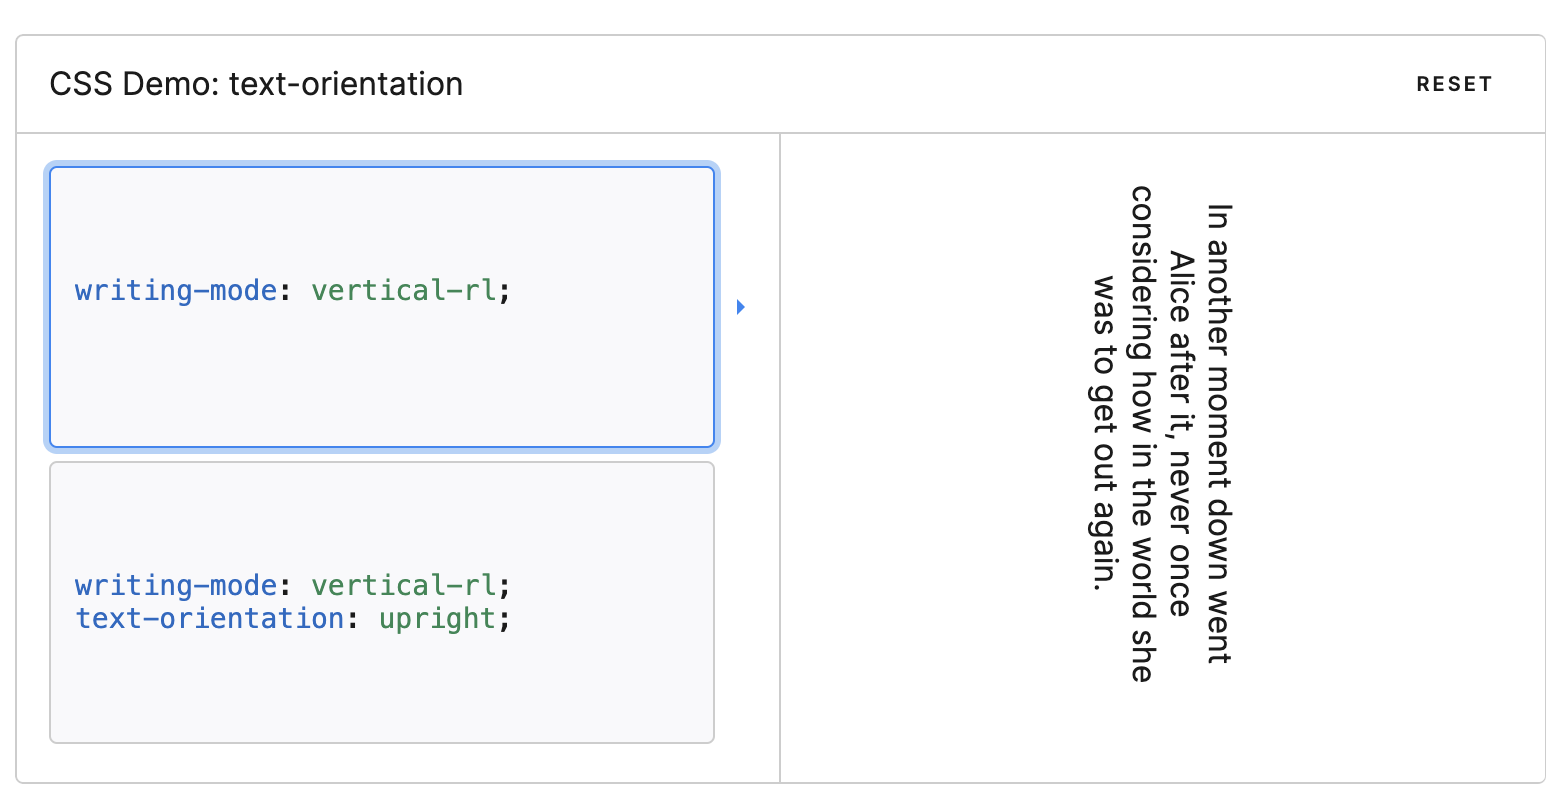 CSS Demo: text-orientation
RESET
writing-mode: vertical-rl;
writing-mode: vertical-rl;
text-orientation: upright;
In another moment down went
Alice after it, never once
considering how in the world she
was to get out again.